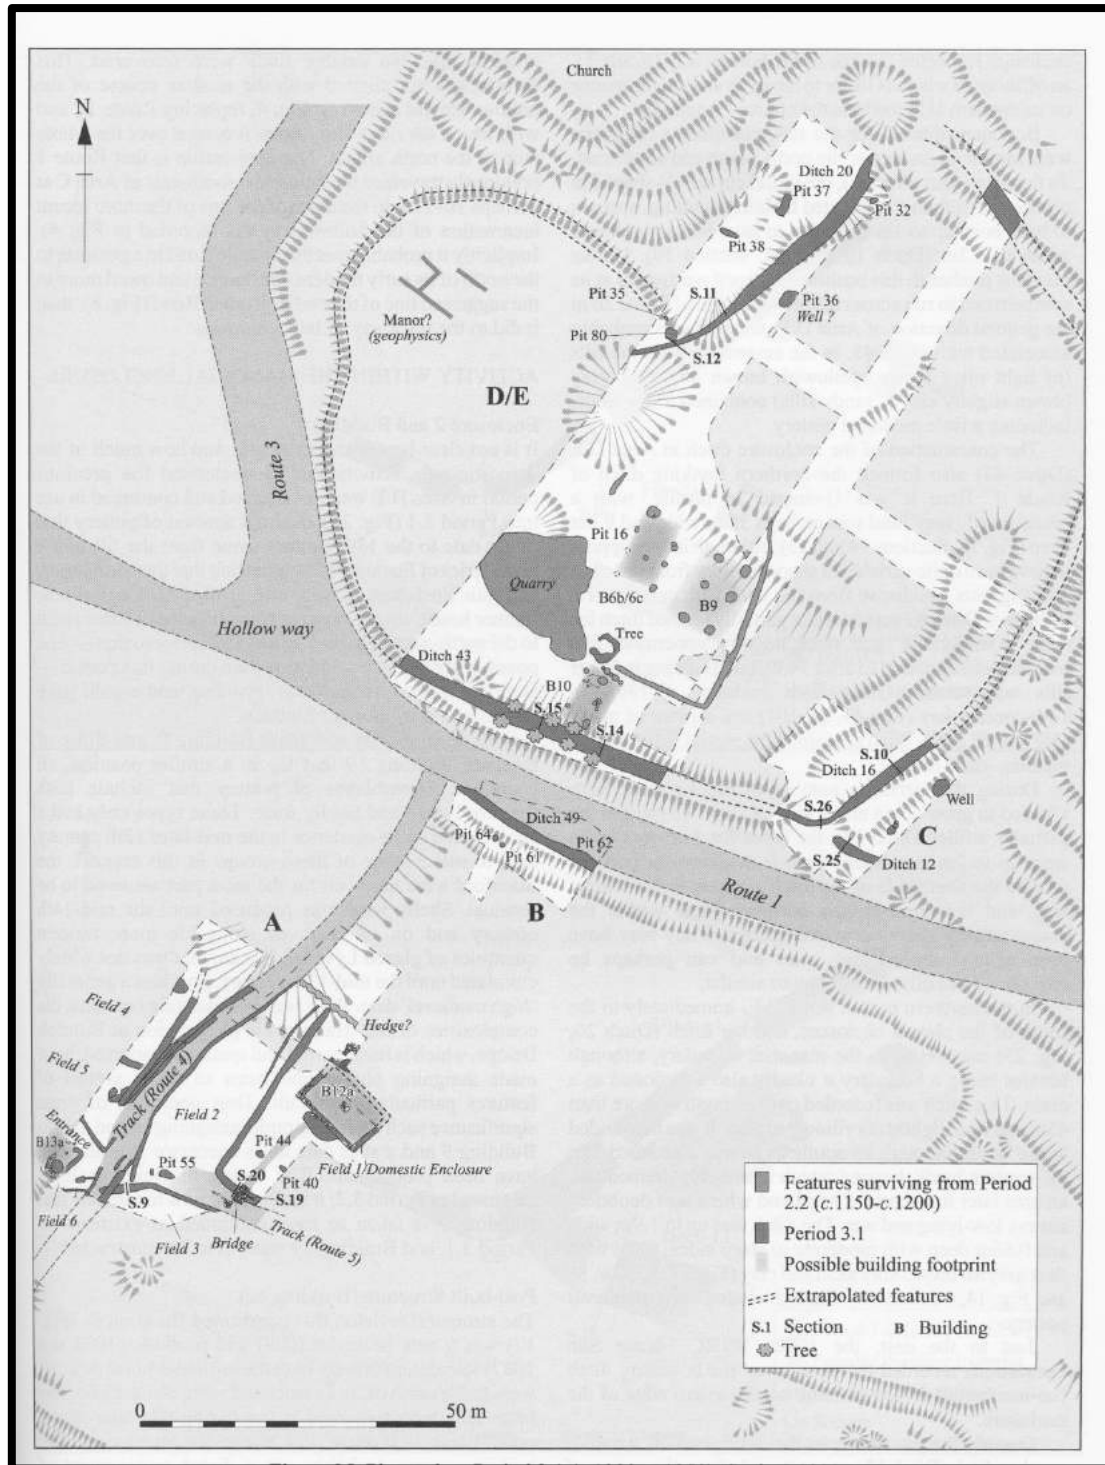 Church
N
Ditch 20
Pit 37
Pit 32
Pit 38
Pit 35
S.11
Pit 36
Well ?
Pit 80
S.12
Manor?
(geophysics)
D/E
Route 3
Pit 16
Quarry
B6b/6c
B9
Tree
Hollow way
Ditch 43
B10
S.15
S.14
S.10
Ditch 16
Well
S.26
C
S.25
Ditch 12
Ditch 49
Pit 64
Pit 62
Pit 61
Route 1
B
A
Field 4
Hedge?
Field 5
Track (Route 4)
Field 2
B12a
Entrance
B13a
Pit 44
Pit 55
Field 1/Domestic Enclosure
S.20
Pit 40
S.9
S.19
Field 6
Field 3
Bridge
Track (Route 5)
Features surviving from Period
2.2 (c.1150-c.1200)
Period 3.1
Possible building footprint
Extrapolated features
S.1 Section B Building
Tree
0 50 m